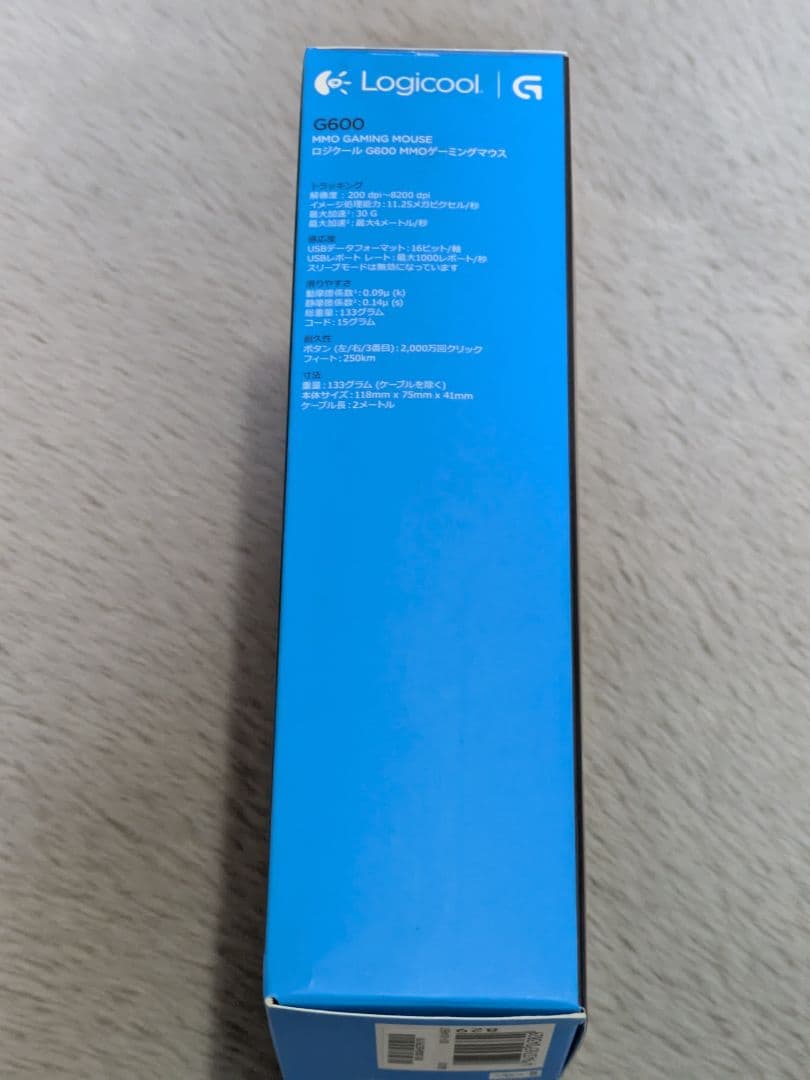 Logicool G
G600
MMO GAMING MOUSE
ロジクール G600 MMOゲーミングマウス
トラッキング
解像度：200 dpi～8200 dpi
イメージ処理能力：11.25メガピクセル/秒
最大加速¹：30 G
最大加速¹：最大4メートル/秒
感応度
USBデータフォーマット：16ビット/軸
USBレポート レート：最大1000レポート/秒
スリープモードは無効になっています
滑りやすさ
動摩擦係数²：0.09μ (k)
静摩擦係数²：0.14μ (s)
総重量：133グラム
コード：15グラム
耐久性
ボタン (左/右/3番目)：2,000万回クリック
フィート：250km
寸法
重量：133グラム (ケーブルを除く)
本体サイズ：118mm x 75mm x 41mm
ケーブル長：2メートル